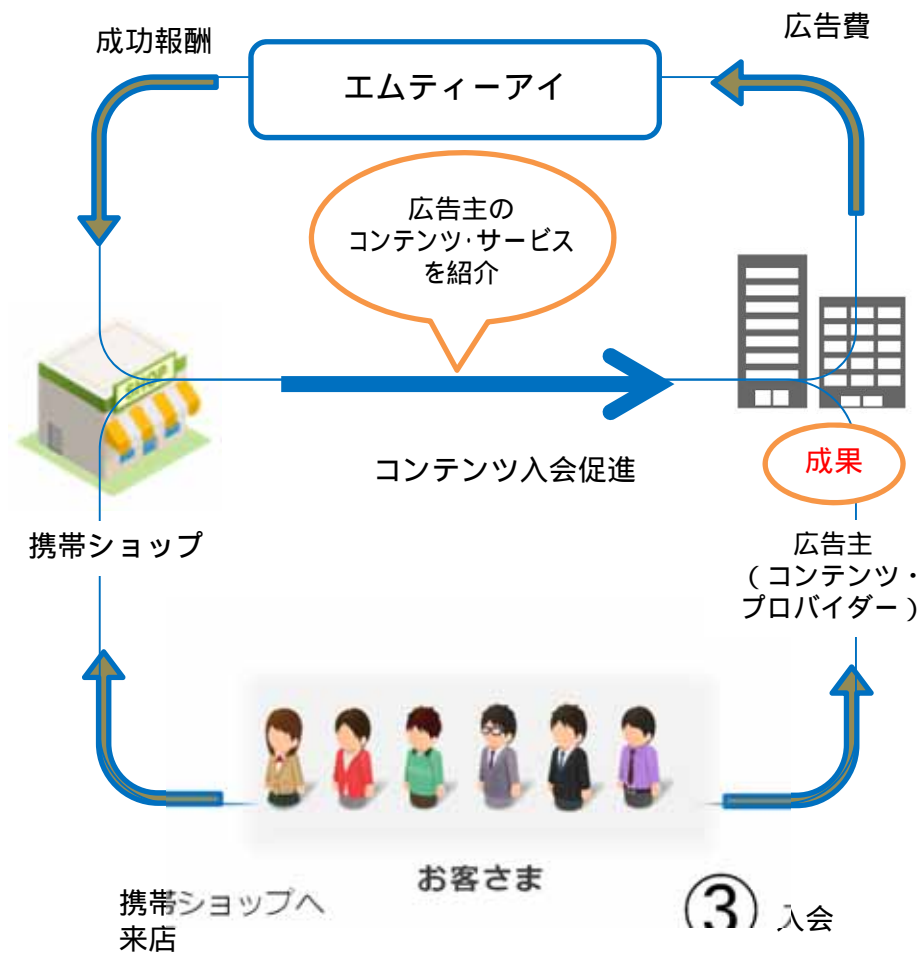 成功報酬
広告費
エムティーアイ
広告主の
コンテンツ・サービス
を紹介
SHOP
コンテンツ入会促進
成果
携帯ショップ
広告主
（コンテンツ・
プロバイダー）
お客さま
携帯ショップへ
来店
③ 入会